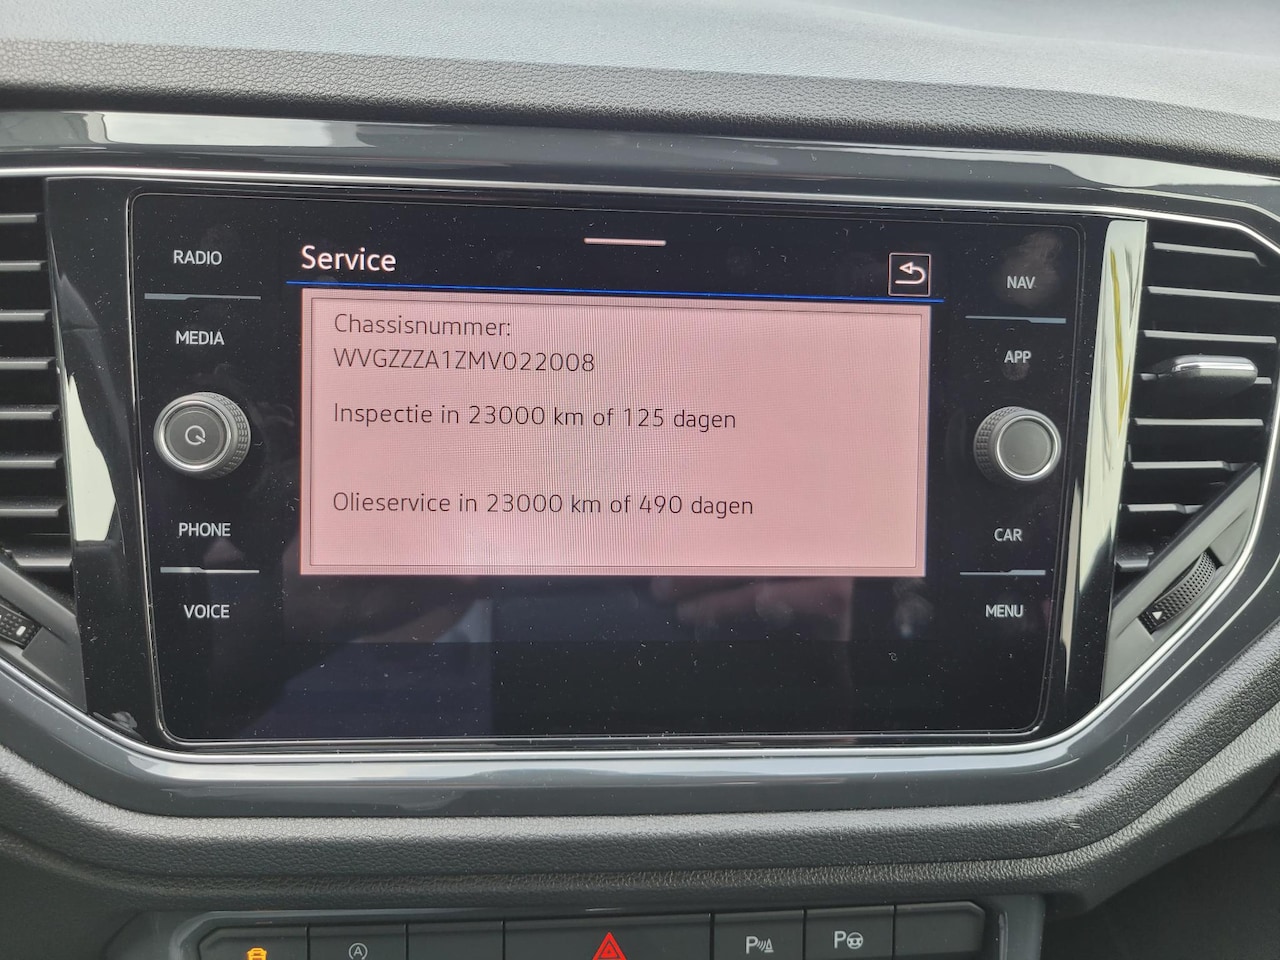 RADIO
MEDIA
PHONE
VOICE
Service
Chassisnummer:
WVGZZZA1ZMV022008
Inspectie in 23000 km of 125 dagen
Olieservice in 23000 km of 490 dagen
NAV
APP
CAR
MENU
A
P
P